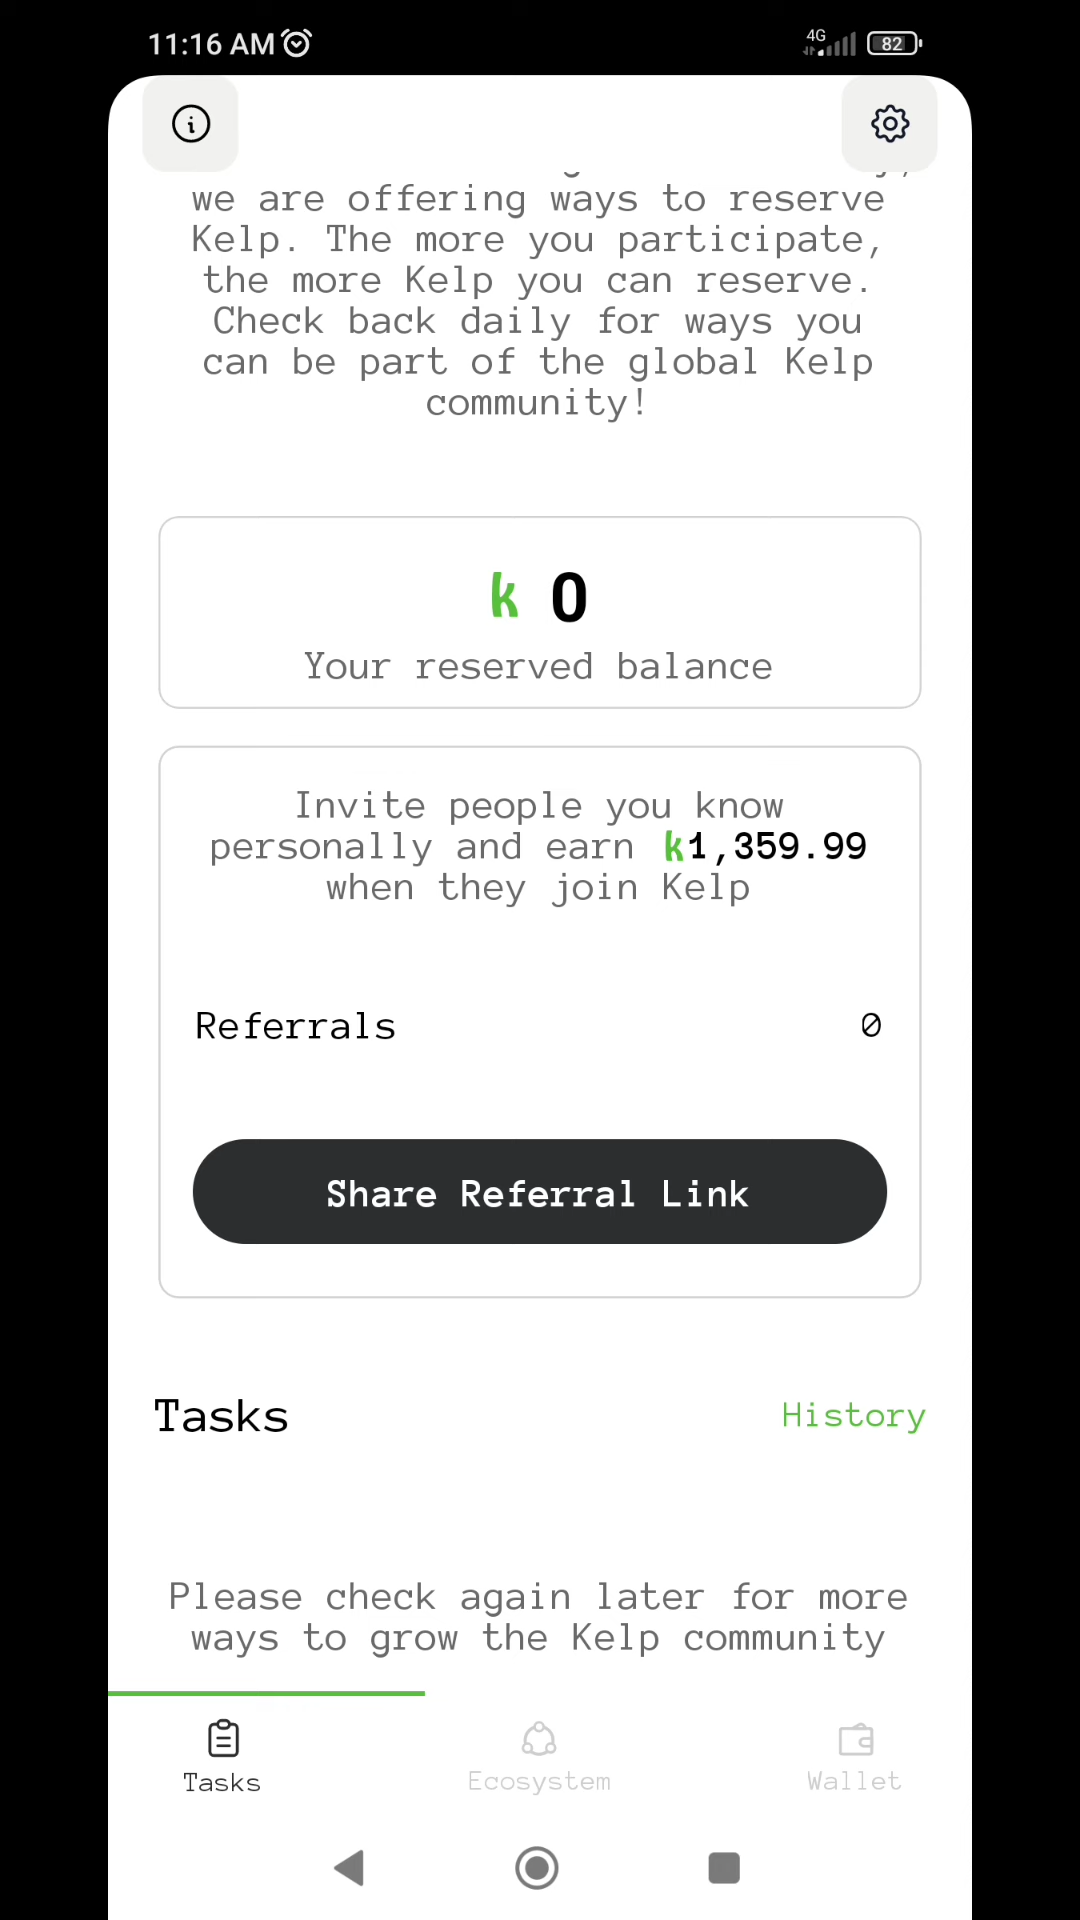 11:16 AM
4G
82
we are offering ways to reserve
Kelp. The more you participate,
the more Kelp you can reserve.
Check back daily for ways you
can be part of the global Kelp
community!
k 0
Your reserved balance
Invite people you know
personally and earn k1,359.99
when they join Kelp
Referrals 0
Share Referral Link
Tasks History
Please check again later for more
ways to grow the Kelp community
Tasks Ecosystem Wallet